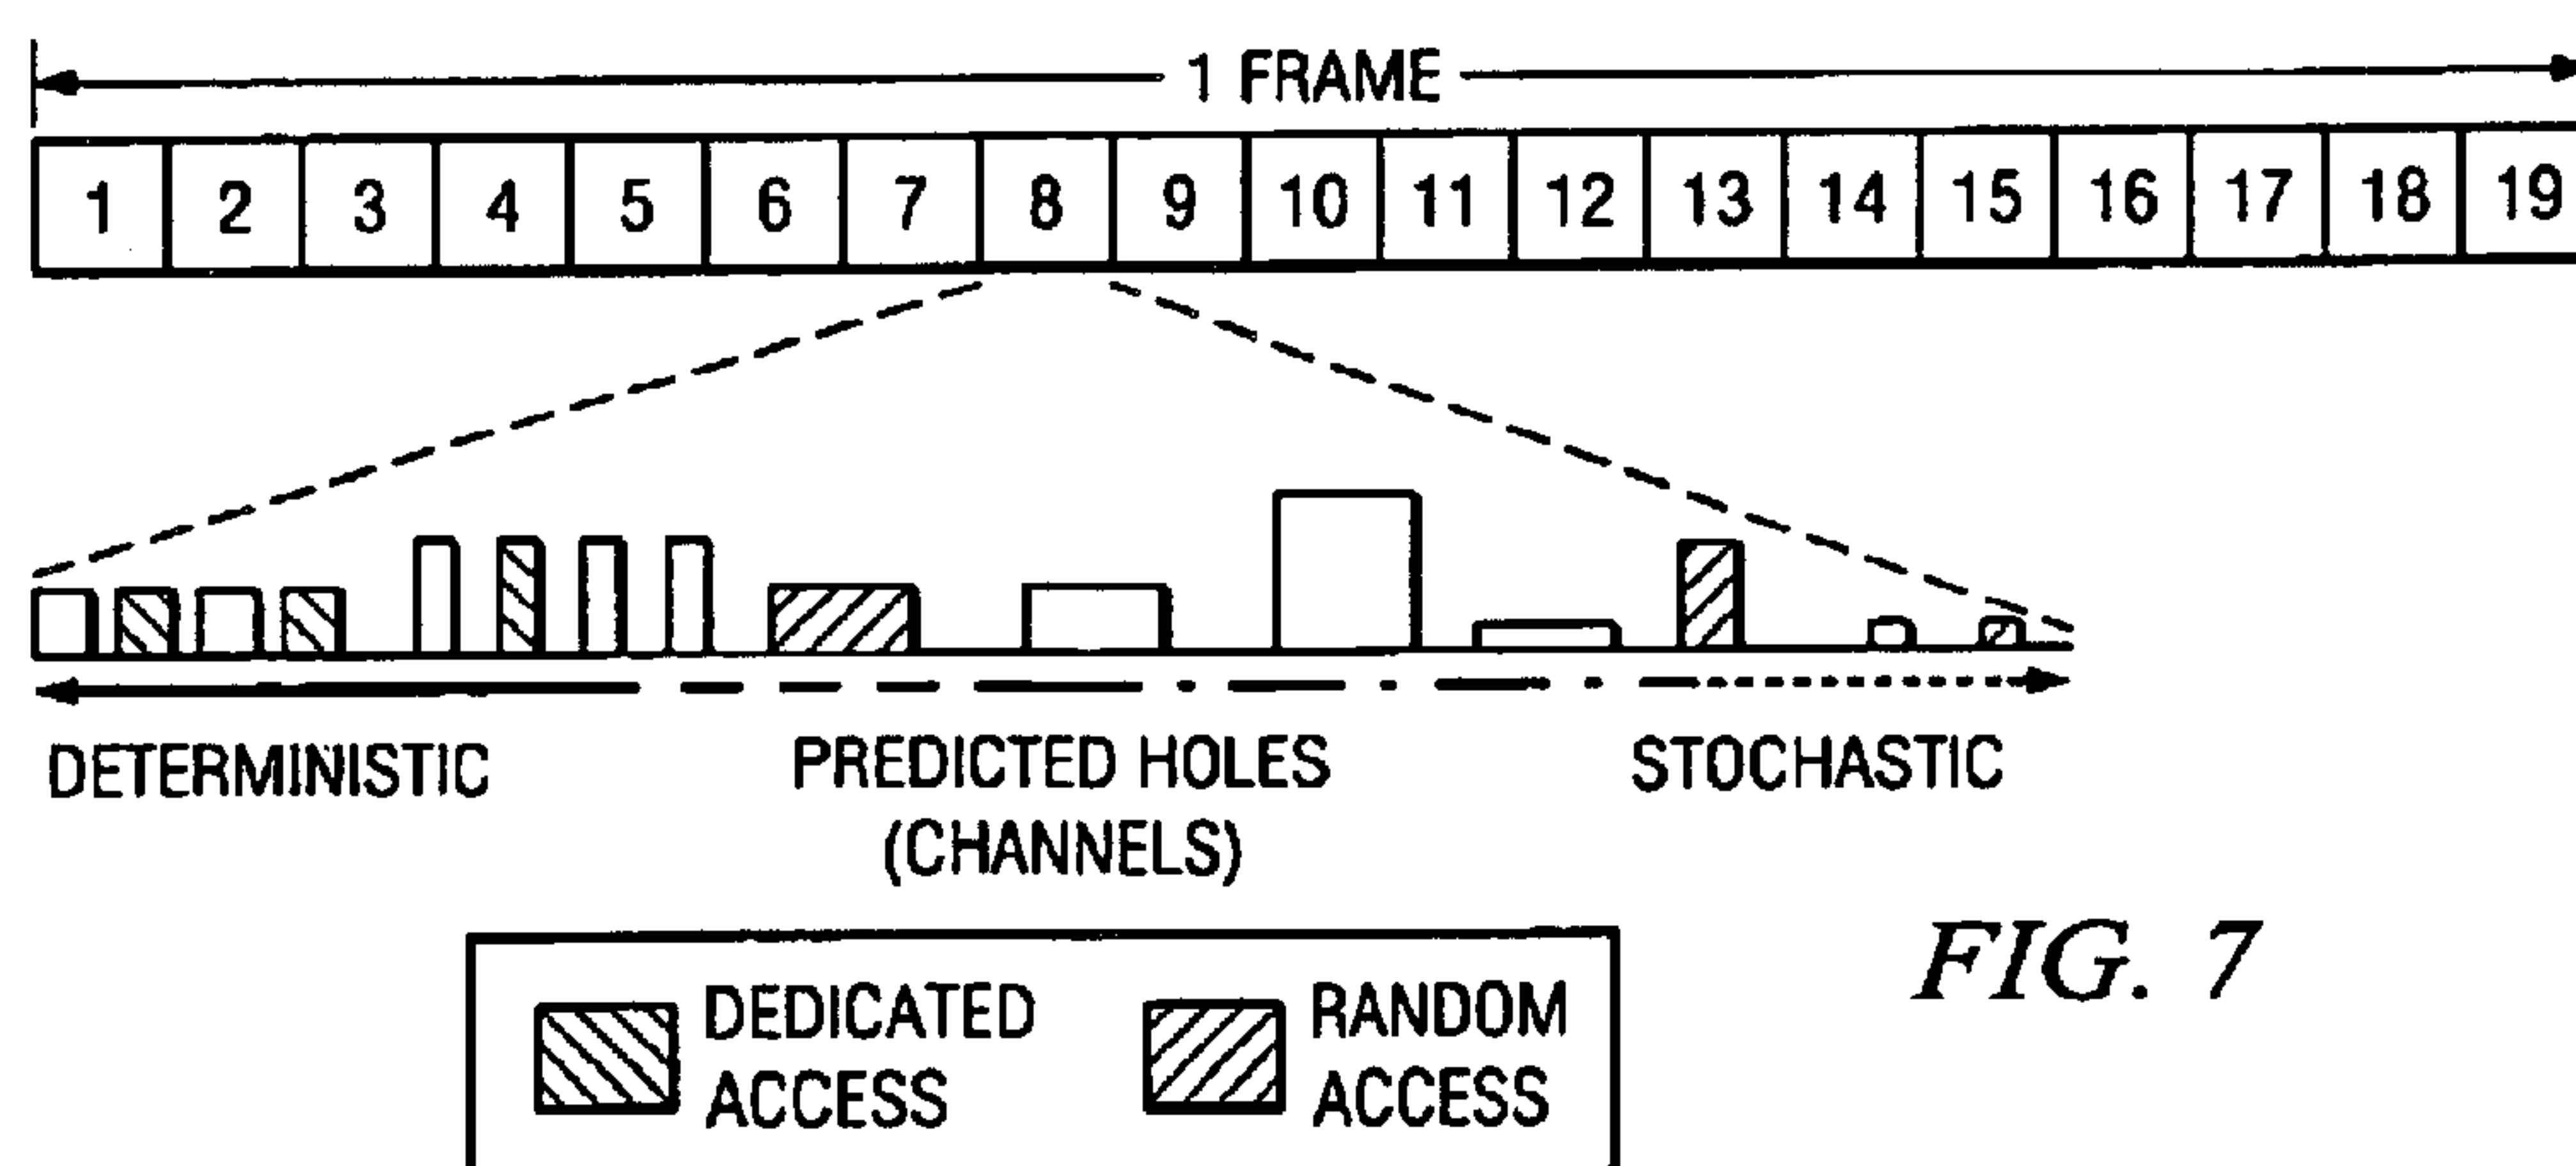 1 FRAME
1 2 3 4 5 6 7 8 9 10 11 12 13 14 15 16 17 18 19
DETERMINISTIC PREDICTED HOLES (CHANNELS) STOCHASTIC
DEDICATED ACCESS
RANDOM ACCESS
FIG. 7